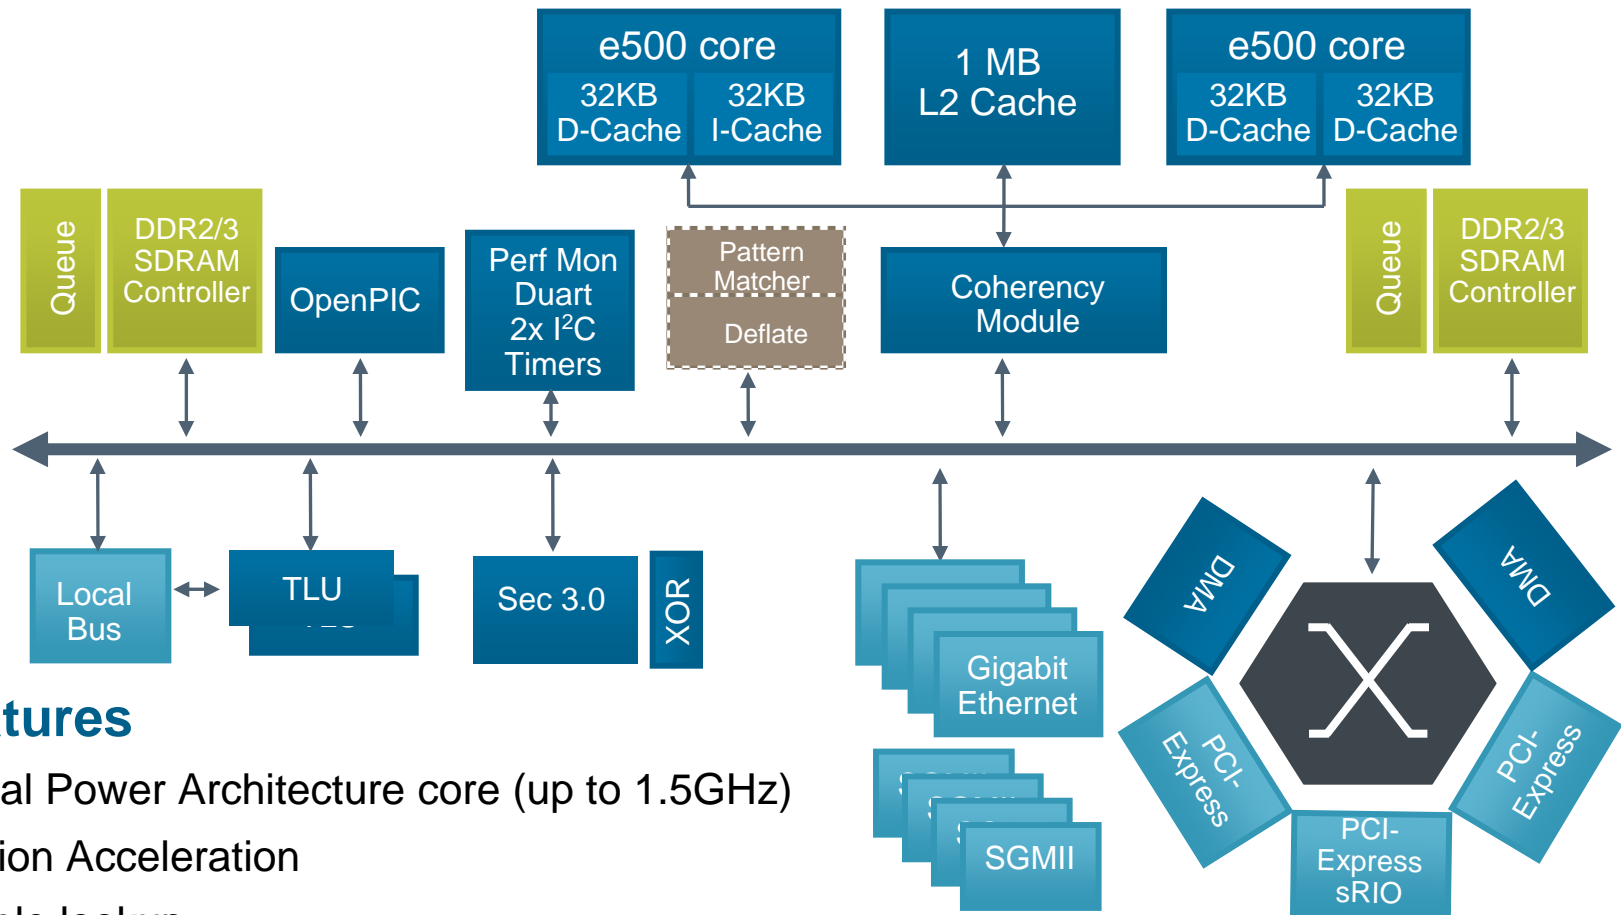 e500 core
32KB
D-Cache
32KB
I-Cache
1 MB
L2 Cache
e500 core
32KB
D-Cache
32KB
D-Cache
Queue
DDR2/3
SDRAM
Controller
OpenPIC
Perf Mon
Duart
2x I²C
Timers
Pattern
Matcher
Deflate
Coherency
Module
Queue
DDR2/3
SDRAM
Controller
Local
Bus
TLU
Sec 3.0
XOR
Gigabit
Ethernet
SGMII
DMA
DMA
PCI-
Express
PCI-
Express
PCI-
Express
sRIO
tures
al Power Architecture core (up to 1.5GHz)
ion Acceleration